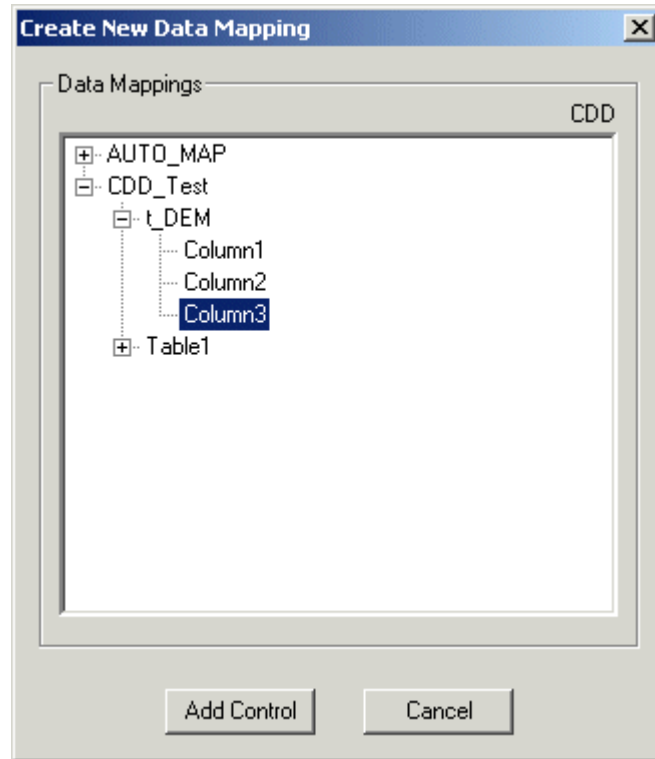 Create New Data Mapping
Data Mappings
CDD
AUTO_MAP
CDD_Test
t_DEM
Column1
Column2
Column3
Table1
Add Control Cancel